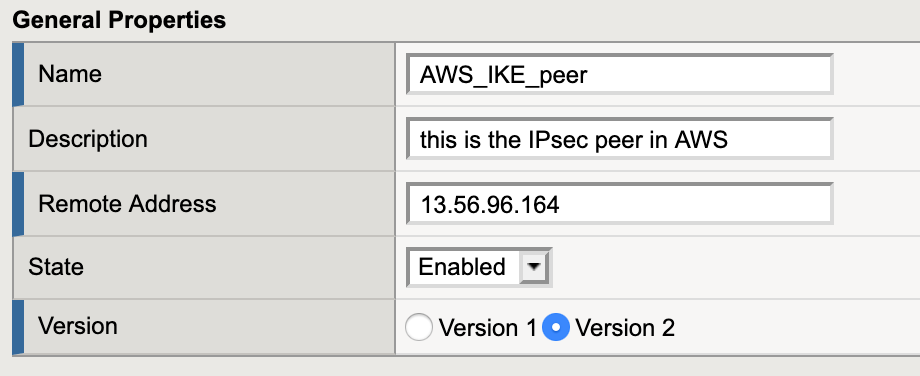 General Properties
Name AWS_IKE_peer
Description this is the IPsec peer in AWS
Remote Address 13.56.96.164
State Enabled
Version Version 1 Version 2